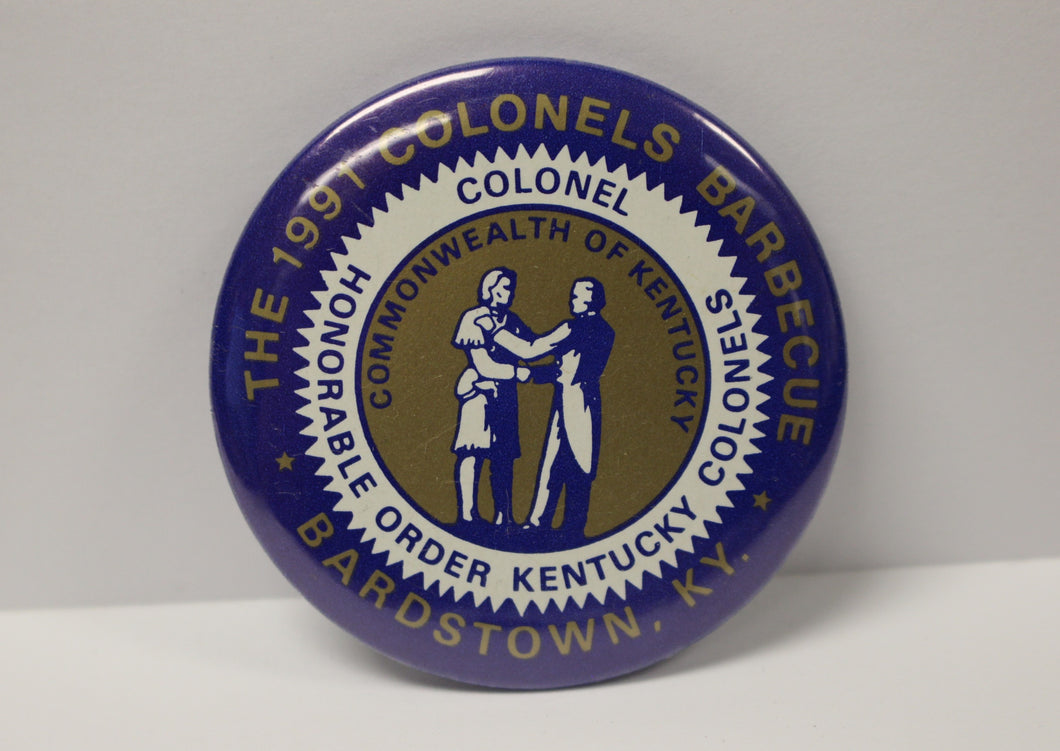 THE 1991 COLONELS BARBECUE
BARDSTOWN, KY.
COLONEL
HONORABLE ORDER KENTUCKY COLONELS
COMMONWEALTH OF KENTUCKY